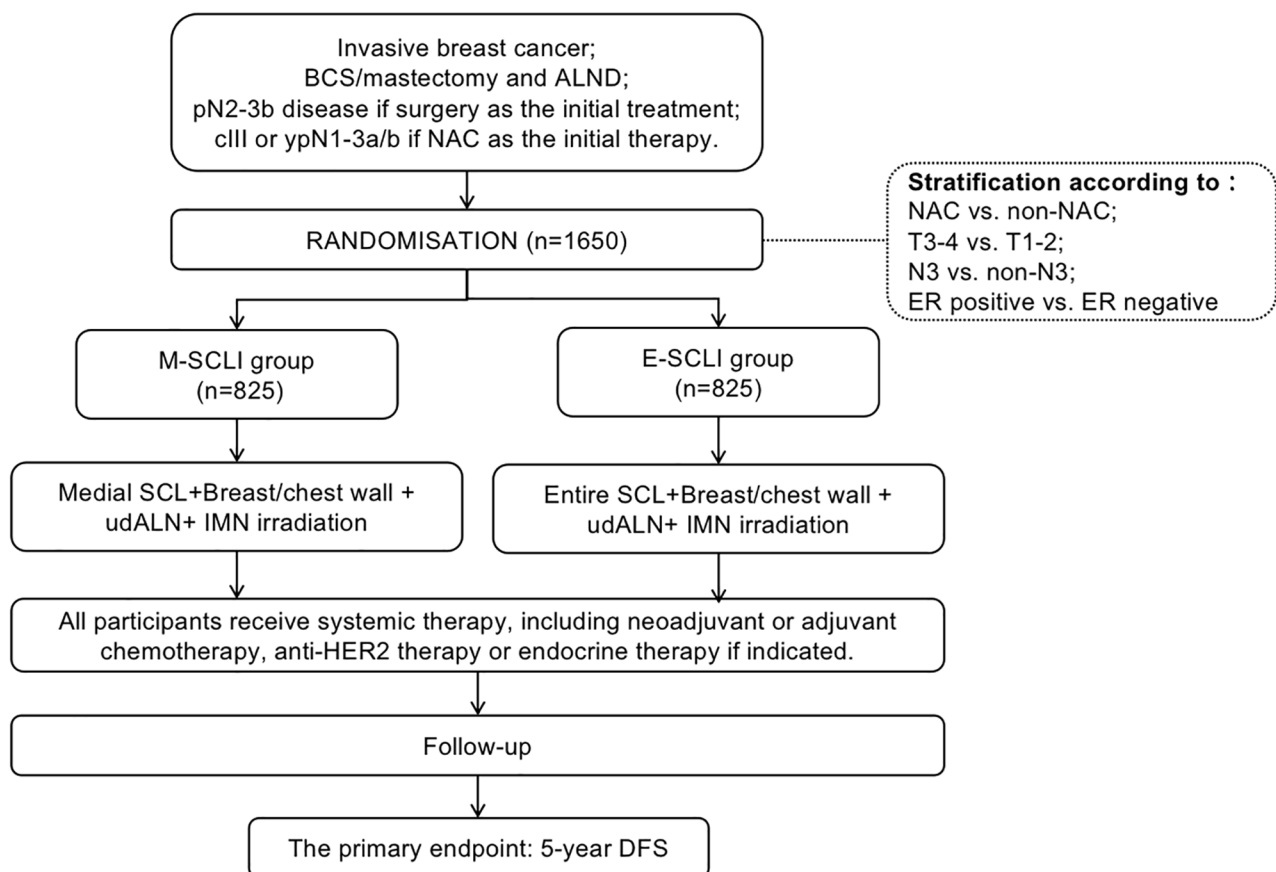 Invasive breast cancer;
BCS/mastectomy and ALND;
pN2-3b disease if surgery as the initial treatment;
cIII or ypN1-3a/b if NAC as the initial therapy.
RANDOMISATION (n=1650)
Stratification according to :
NAC vs. non-NAC;
T3-4 vs. T1-2;
N3 vs. non-N3;
ER positive vs. ER negative
M-SCLI group
(n=825)
E-SCLI group
(n=825)
Medial SCL+Breast/chest wall +
udALN+ IMN irradiation
Entire SCL+Breast/chest wall +
udALN+ IMN irradiation
All participants receive systemic therapy, including neoadjuvant or adjuvant
chemotherapy, anti-HER2 therapy or endocrine therapy if indicated.
Follow-up
The primary endpoint: 5-year DFS